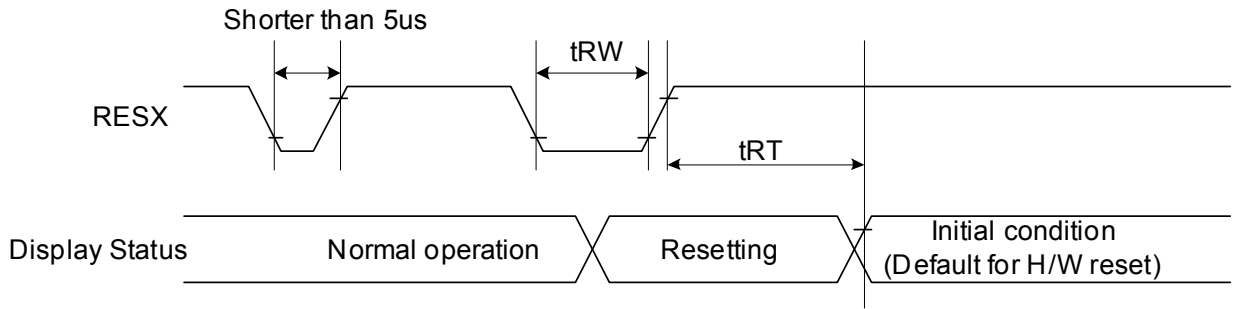 Shorter than 5us
tRW
RESX
tRT
Display Status
Normal operation
Resetting
Initial condition
(Default for H/W reset)